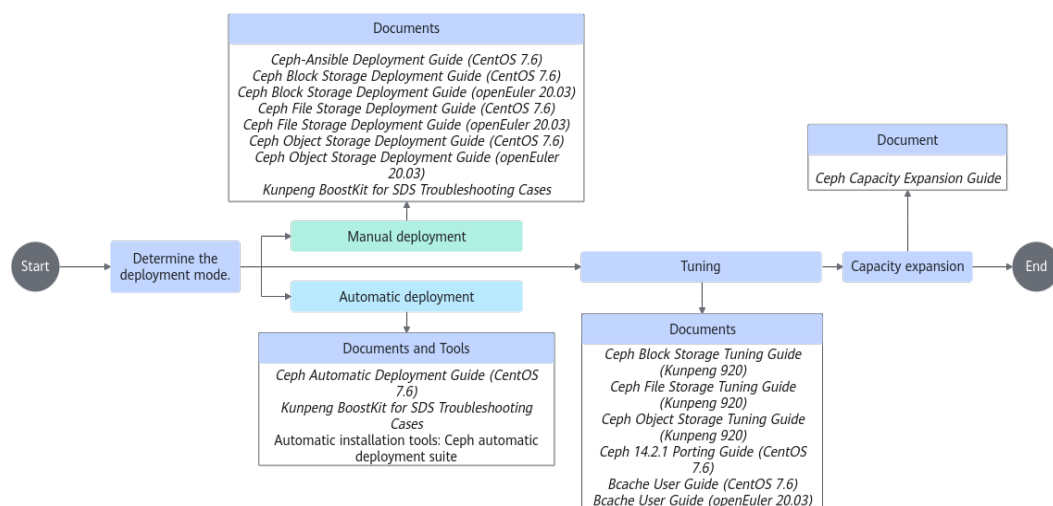 Documents
Ceph-Ansible Deployment Guide (CentOS 7.6)
Ceph Block Storage Deployment Guide (CentOS 7.6)
Ceph Block Storage Deployment Guide (openEuler 20.03)
Ceph File Storage Deployment Guide (CentOS 7.6)
Ceph File Storage Deployment Guide (openEuler 20.03)
Ceph Object Storage Deployment Guide (CentOS 7.6)
Ceph Object Storage Deployment Guide (openEuler
20.03)
Kunpeng BoostKit for SDS Troubleshooting Cases
Document
Ceph Capacity Expansion Guide
Manual deployment
Start
Determine the
deployment mode.
Tuning
Capacity expansion
End
Automatic deployment
Documents and Tools
Ceph Automatic Deployment Guide (CentOS
7.6)
Kunpeng BoostKit for SDS Troubleshooting
Cases
Automatic installation tools: Ceph automatic
deployment suite
Documents
Ceph Block Storage Tuning Guide
(Kunpeng 920)
Ceph File Storage Tuning Guide
(Kunpeng 920)
Ceph Object Storage Tuning Guide
(Kunpeng 920)
Ceph 14.2.1 Porting Guide (CentOS
7.6)
Bcache User Guide (CentOS 7.6)
Bcache User Guide (openEuler 20.03)